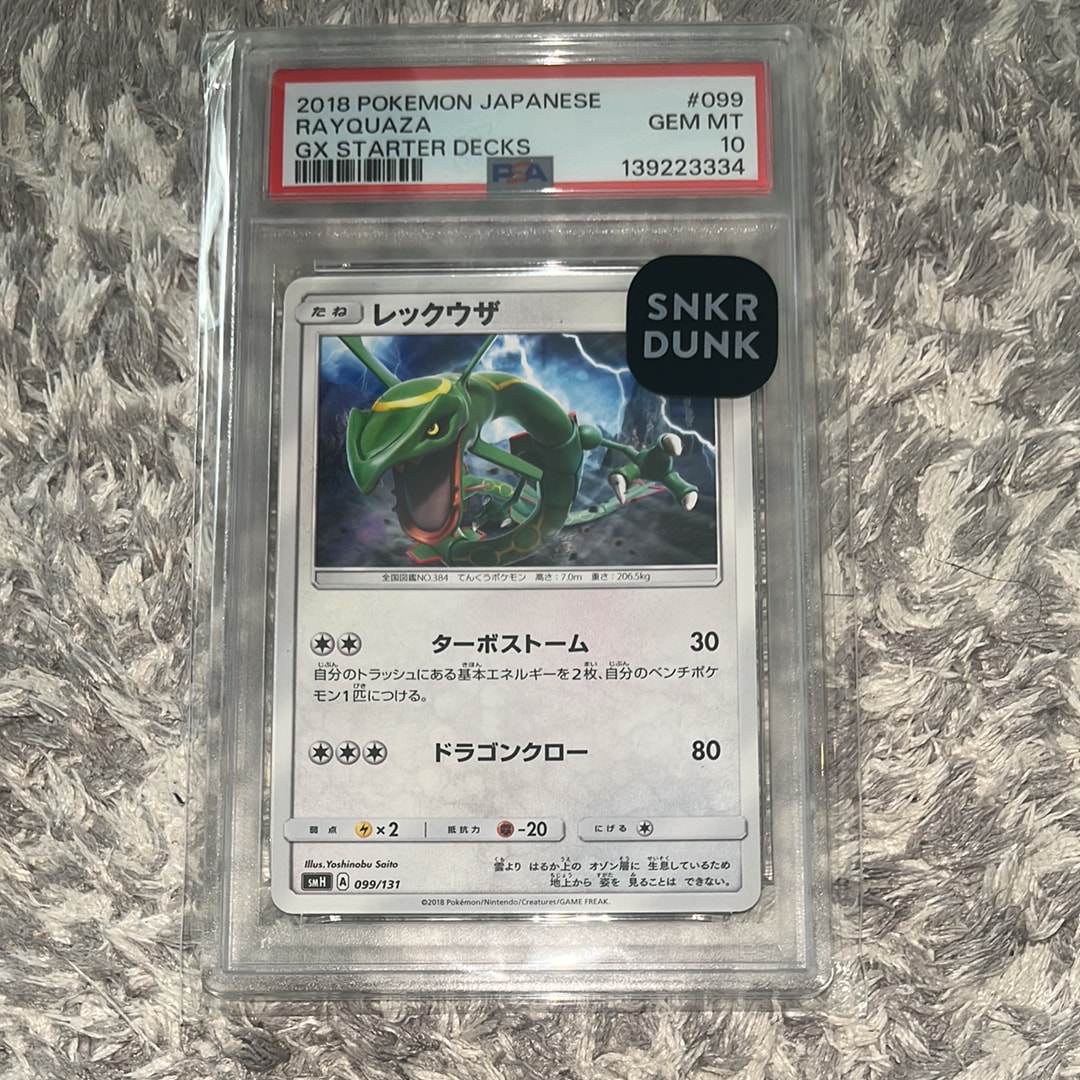 2018 POKEMON JAPANESE #099
RAYQUAZA GEM MT
GX STARTER DECKS 10
PSA 139223334
SNKR
DUNK
たね レックウザ
全国図鑑NO.384 てんくうポケモン 高さ:7.0m 重さ:206.5kg
ターボストーム 30
自分のトラッシュにある基本エネルギーを2枚、自分のベンチポケ
モン1匹につける。
ドラゴンクロー 80
弱点 ×2 抵抗力 -20 にげる
Illus.Yoshinobu Saito
雲より はるか上の オゾン層に 生息しているため
地上から 姿を 見ることは できない。
SMH A 099/131
©2018 Pokémon/Nintendo/Creatures/GAME FREAK.